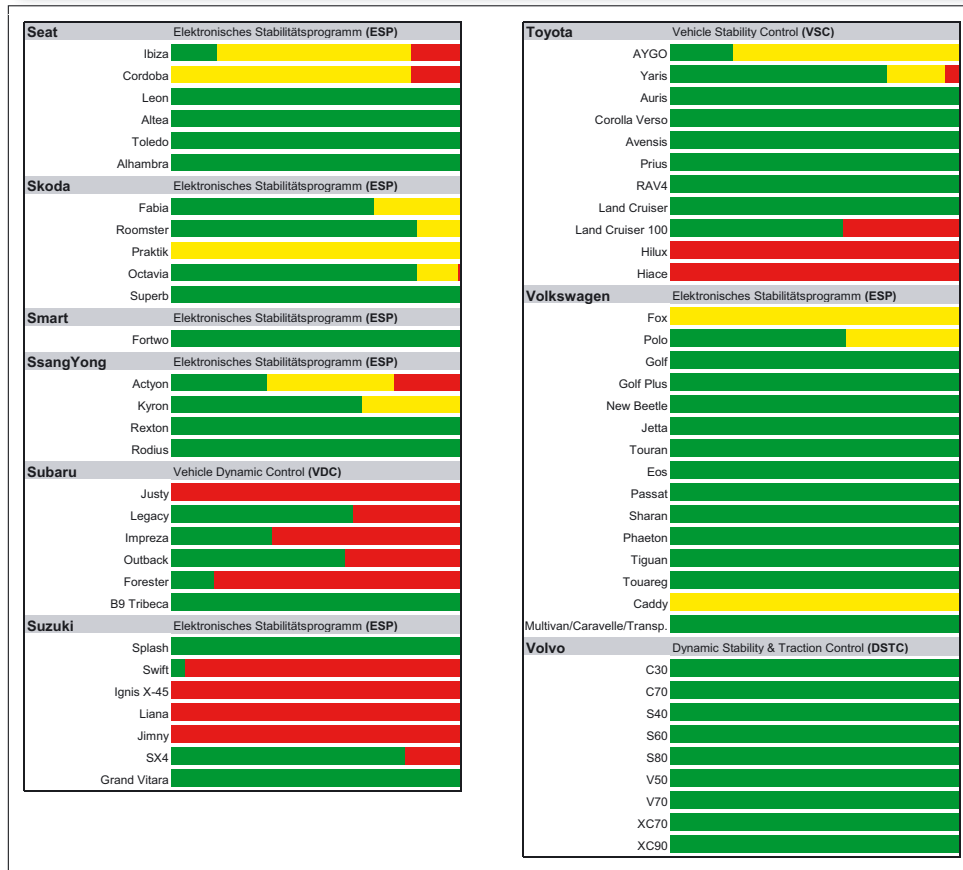 Seat Elektronisches Stabilitätsprogramm (ESP)
Ibiza
Cordoba
Leon
Altea
Toledo
Alhambra
Skoda Elektronisches Stabilitätsprogramm (ESP)
Fabia
Roomster
Praktik
Octavia
Superb
Smart Elektronisches Stabilitätsprogramm (ESP)
Fortwo
SsangYong Elektronisches Stabilitätsprogramm (ESP)
Actyon
Kyron
Rexton
Rodius
Subaru Vehicle Dynamic Control (VDC)
Justy
Legacy
Impreza
Outback
Forester
B9 Tribeca
Suzuki Elektronisches Stabilitätsprogramm (ESP)
Splash
Swift
Ignis X-45
Liana
Jimny
SX4
Grand Vitara
Toyota Vehicle Stability Control (VSC)
AYGO
Yaris
Auris
Corolla Verso
Avensis
Prius
RAV4
Land Cruiser
Land Cruiser 100
Hilux
Hiace
Volkswagen Elektronisches Stabilitätsprogramm (ESP)
Fox
Polo
Golf
Golf Plus
New Beetle
Jetta
Touran
Eos
Passat
Sharan
Phaeton
Tiguan
Touareg
Caddy
Multivan/Caravelle/Transp.
Volvo Dynamic Stability & Traction Control (DSTC)
C30
C70
S40
S60
S80
V50
V70
XC70
XC90